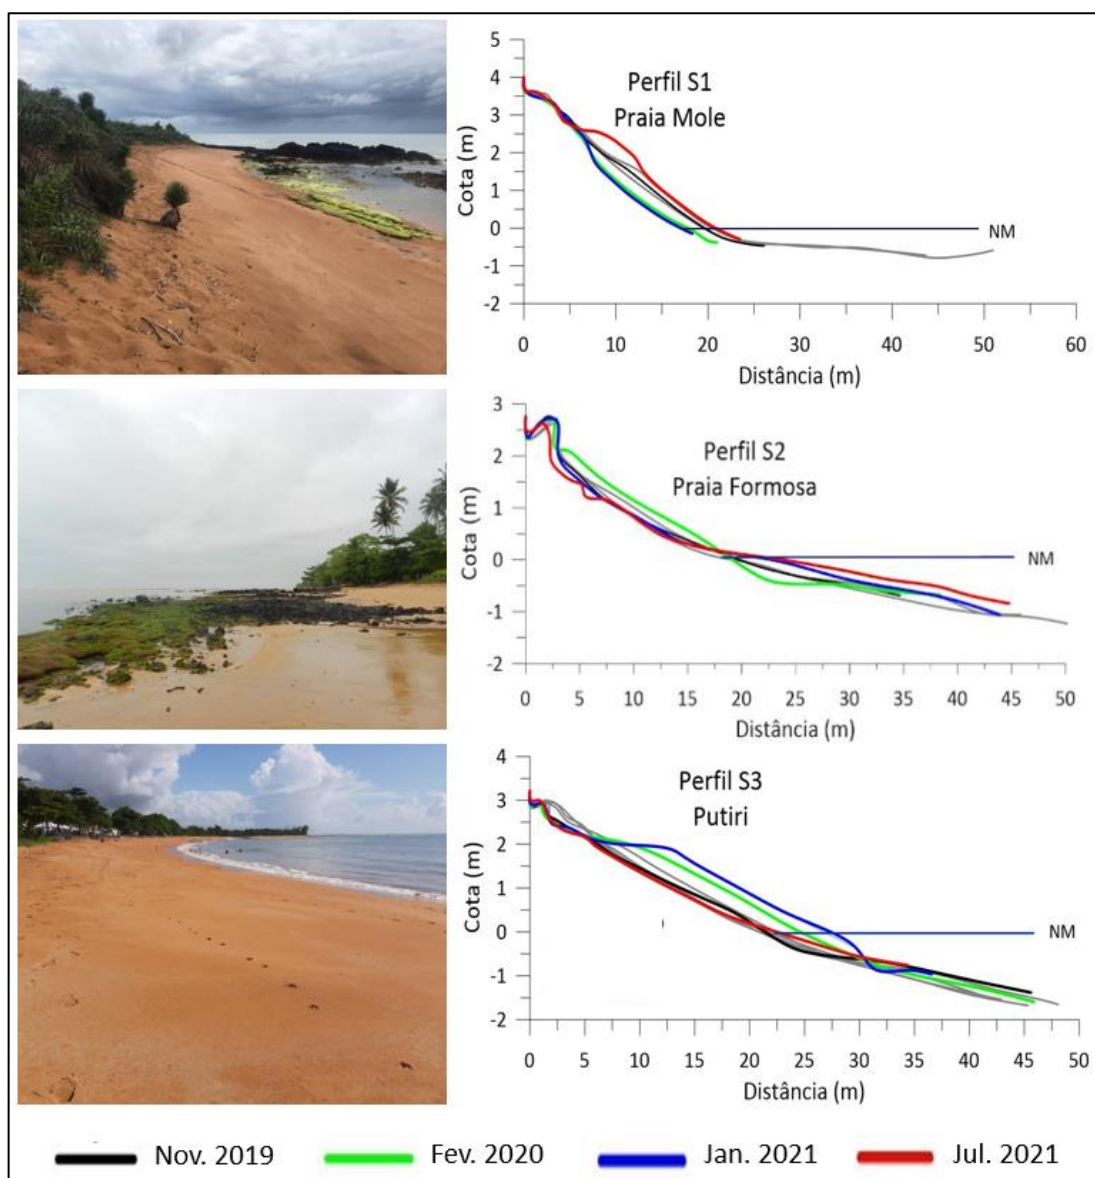 5
4
3
2
1
0
-1
-2
Cota (m)
Perfil S1
Praia Mole
NM
0 10 20 30 40 50 60
Distância (m)
3
2
1
0
-1
-2
Cota (m)
Perfil S2
Praia Formosa
NM
0 5 10 15 20 25 30 35 40 45 50
Distância (m)
4
3
2
1
0
-1
-2
Cota (m)
Perfil S3
Putiri
NM
0 5 10 15 20 25 30 35 40 45 50
Distância (m)
Nov. 2019 Fev. 2020 Jan. 2021 Jul. 2021